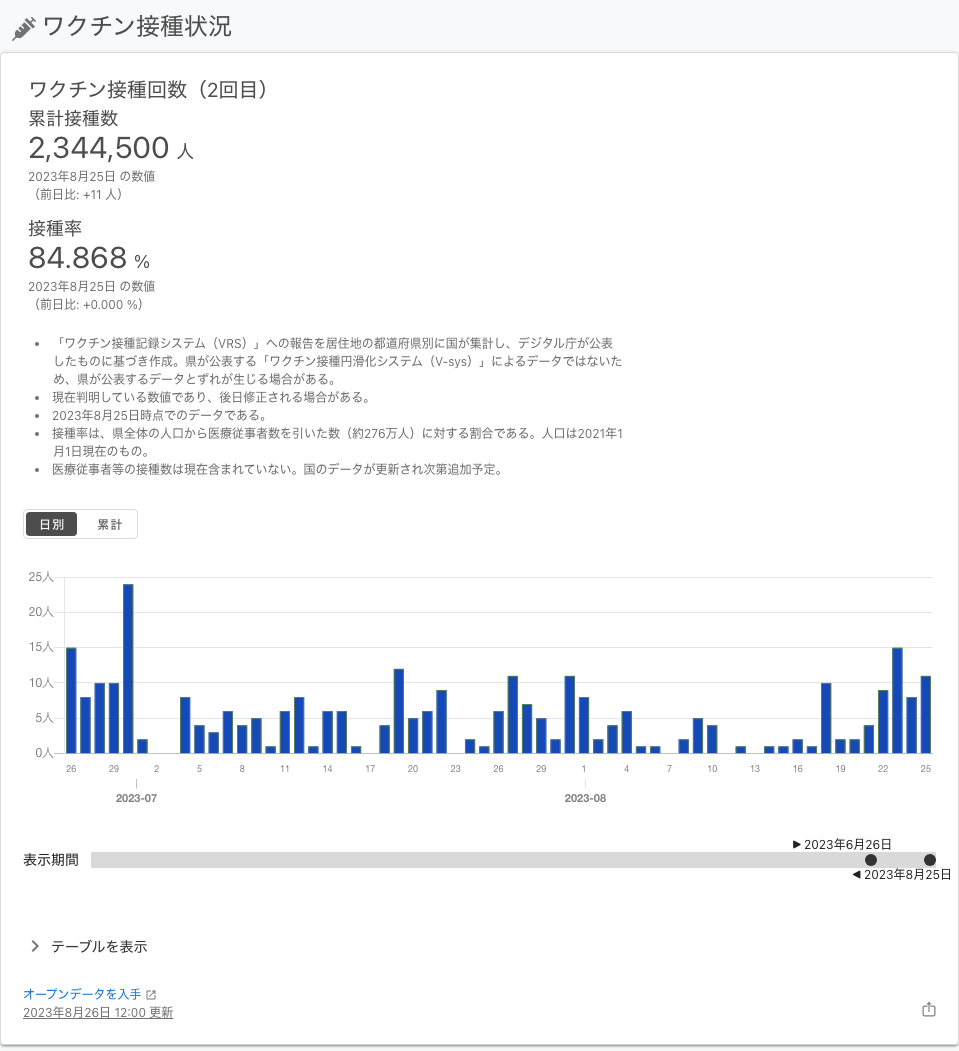 ワクチン接種状況
ワクチン接種回数（2回目）
累計接種数
2,344,500 人
2023年8月25日 の数値
（前日比: +11 人）
接種率
84.868 %
2023年8月25日 の数値
（前日比: +0.000 %）
• 「ワクチン接種記録システム（VRS）」への報告を居住地の都道府県別に国が集計し、デジタル庁が公表
したものに基づき作成。県が公表する「ワクチン接種円滑化システム（V-sys）」によるデータではないた
め、県が公表するデータとずれが生じる場合がある。
• 現在判明している数値であり、後日修正される場合がある。
• 2023年8月25日時点でのデータである。
• 接種率は、県全体の人口から医療従事者数を引いた数（約276万人）に対する割合である。人口は2021年1
月1日現在のもの。
• 医療従事者等の接種数は現在含まれていない。国のデータが更新され次第追加予定。
日別 累計
25人
20人
15人
10人
5人
0人
26 29 2 5 8 11 14 17 20 23 26 29 1 4 7 10 13 16 19 22 25
2023-07 2023-08
▶ 2023年6月26日
表示期間
◀ 2023年8月25日
テーブルを表示
オープンデータを入手
2023年8月26日 12:00 更新